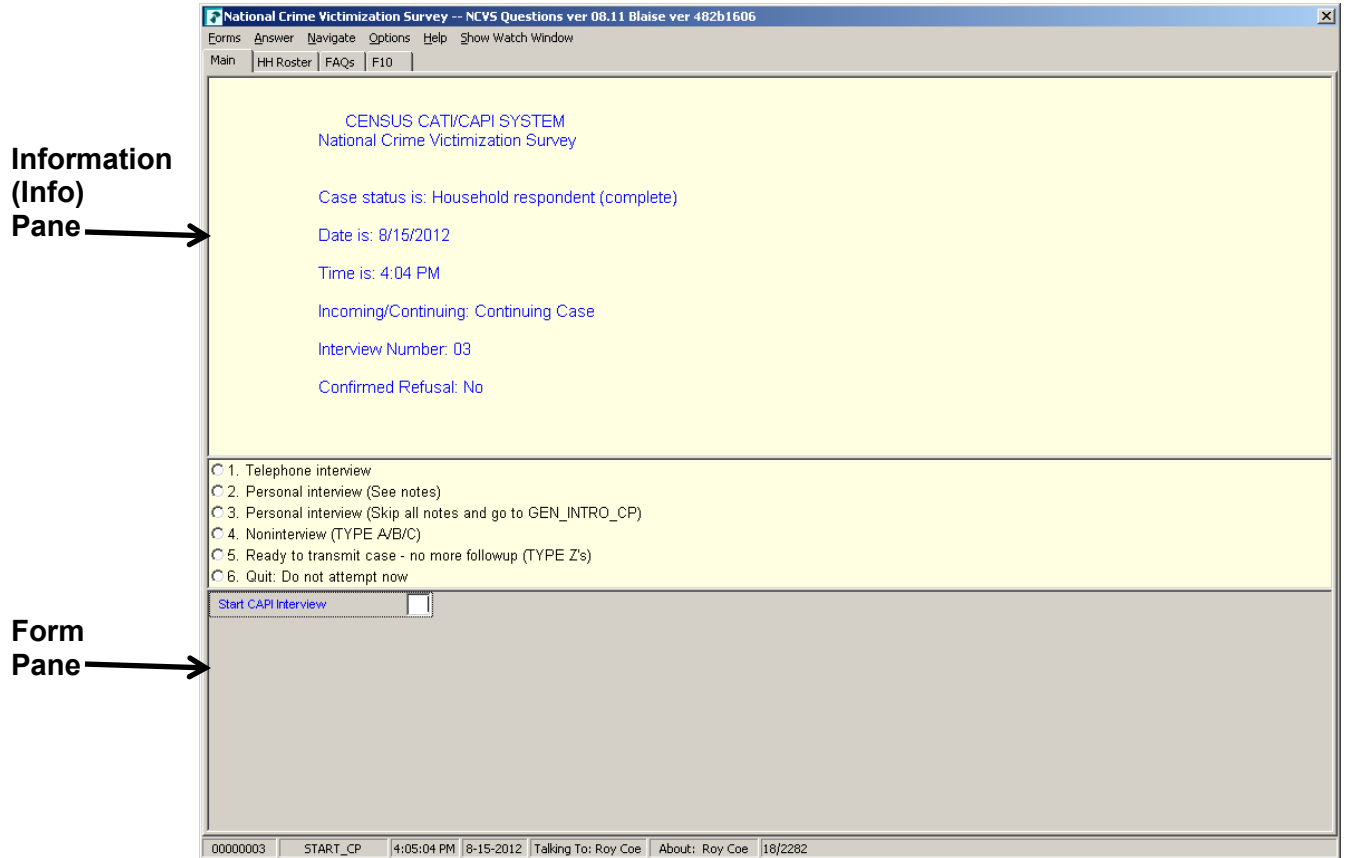 National Crime Victimization Survey -- NCVS Questions ver 08.11 Blaise ver 482b1606
Forms Answer Navigate Options Help Show Watch Window
Main HH Roster FAQs F10
CENSUS CATI/CAPI SYSTEM
National Crime Victimization Survey
Information
(Info)
Pane
Case status is: Household respondent (complete)
Date is: 8/15/2012
Time is: 4:04 PM
Incoming/Continuing: Continuing Case
Interview Number: 03
Confirmed Refusal: No
1. Telephone interview
2. Personal interview (See notes)
3. Personal interview (Skip all notes and go to GEN_INTRO_CP)
4. Noninterview (TYPE A/B/C)
5. Ready to transmit case - no more followup (TYPE Z's)
6. Quit: Do not attempt now
Start CAPI Interview
Form
Pane
00000003 START_CP 4:05:04 PM 8-15-2012 Talking To: Roy Coe About: Roy Coe 18/2282